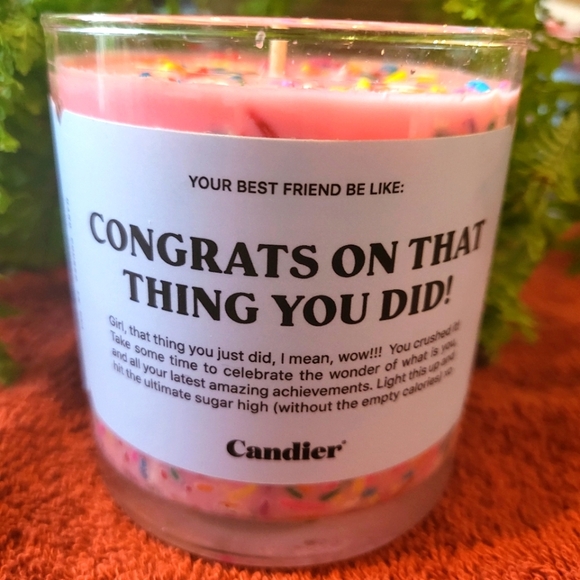 YOUR BEST FRIEND BE LIKE:
CONGRATS ON THAT
THING YOU DID!
Girl, that thing you just did, I mean, wow!!! You crushed it!
Take some time to celebrate the wonder of what is you,
and all your latest amazing achievements. Light this up and
hit the ultimate sugar high (without the empty calories)
Candier